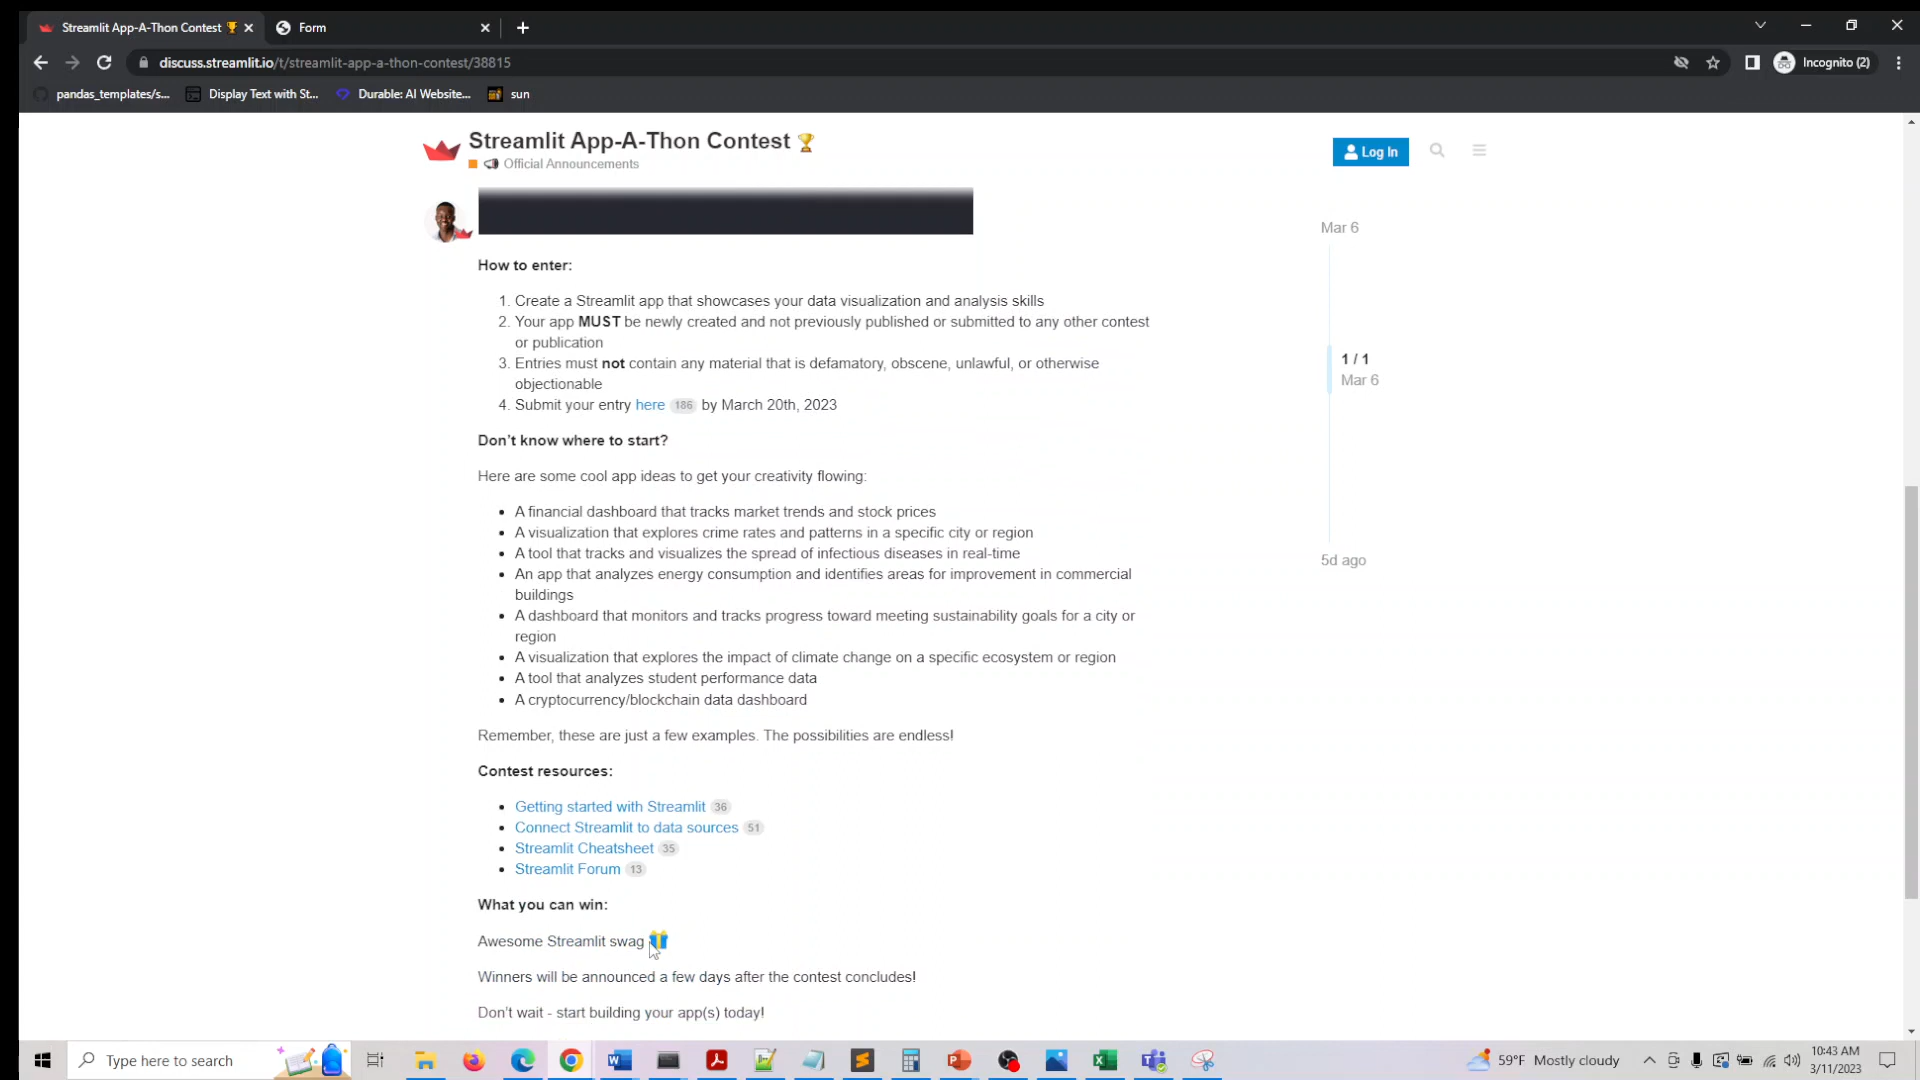 Streamlit App-A-Thon Contest
Form
discuss.streamlit.io/t/streamlit-app-a-thon-contest/38815
Incognito (2)
pandas_templates/s...
Display Text with St...
Durable: AI Website...
sun
Streamlit App-A-Thon Contest
Official Announcements
Log In
How to enter:
1. Create a Streamlit app that showcases your data visualization and analysis skills
2. Your app MUST be newly created and not previously published or submitted to any other contest
or publication
3. Entries must not contain any material that is defamatory, obscene, unlawful, or otherwise
objectionable
4. Submit your entry here 186 by March 20th, 2023
Don't know where to start?
Here are some cool app ideas to get your creativity flowing:
• A financial dashboard that tracks market trends and stock prices
• A visualization that explores crime rates and patterns in a specific city or region
• A tool that tracks and visualizes the spread of infectious diseases in real-time
• An app that analyzes energy consumption and identifies areas for improvement in commercial
buildings
• A dashboard that monitors and tracks progress toward meeting sustainability goals for a city or
region
• A visualization that explores the impact of climate change on a specific ecosystem or region
• A tool that analyzes student performance data
• A cryptocurrency/blockchain data dashboard
Remember, these are just a few examples. The possibilities are endless!
Contest resources:
• Getting started with Streamlit 36
• Connect Streamlit to data sources 51
• Streamlit Cheatsheet 35
• Streamlit Forum 13
What you can win:
Awesome Streamlit swag
Winners will be announced a few days after the contest concludes!
Don't wait - start building your app(s) today!
Mar 6
1 / 1
Mar 6
5d ago
Type here to search
59°F Mostly cloudy
10:43 AM
3/11/2023